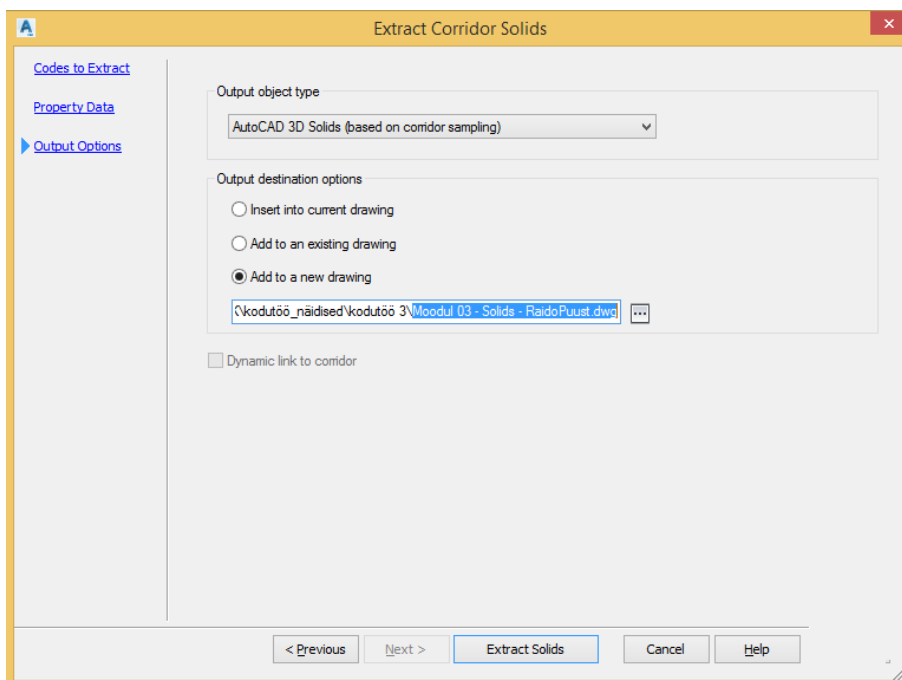 Extract Corridor Solids
Codes to Extract
Property Data
Output Options
Output object type
AutoCAD 3D Solids (based on corridor sampling)
Output destination options
Insert into current drawing
Add to an existing drawing
Add to a new drawing
\kodutöö_näidised\kodutöö 3\Moodul 03 - Solids - RaidoPuust.dwg
Dynamic link to corridor
< Previous
Next >
Extract Solids
Cancel
Help